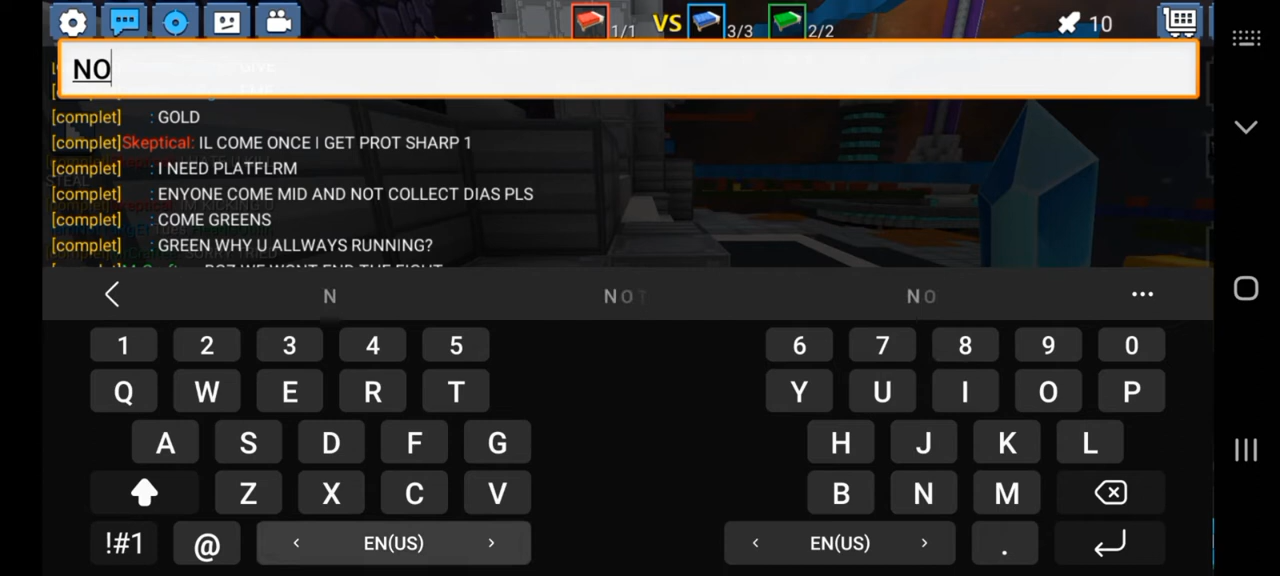 1/1 VS 3/3 2/2 10
NO
[complet] : GOLD
[complet]Skeptical: IL COME ONCE I GET PROT SHARP 1
[complet] : I NEED PLATFLRM
[complet] : ENYONE COME MID AND NOT COLLECT DIAS PLS
[complet] : COME GREENS
[complet] : GREEN WHY U ALLWAYS RUNNING?
N NOT NO
1 2 3 4 5 6 7 8 9 0
Q W E R T Y U I O P
A S D F G H J K L
Z X C V B N M
!#1 @ < EN(US) > < EN(US) > .